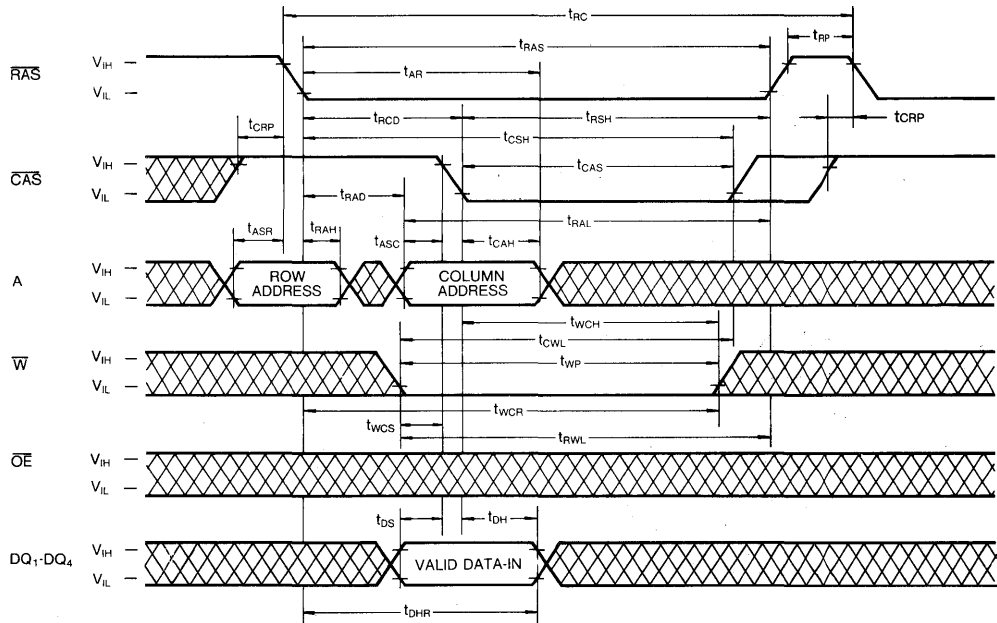 tRC
tRAS
tRP
RAS
VIH
VIL
tAR
tCRP
tRCD
tRSH
tCRP
tCSH
CAS
VIH
VIL
tCAS
tRAD
tRAL
tASR
tRAH
tASC
tCAH
A
VIH
VIL
ROW
ADDRESS
COLUMN
ADDRESS
tWCH
tCWL
W
VIH
VIL
tWP
tWCR
tWCS
tRWL
OE
VIH
VIL
tDS
tDH
DQ1-DQ4
VIH
VIL
VALID DATA-IN
tDHR